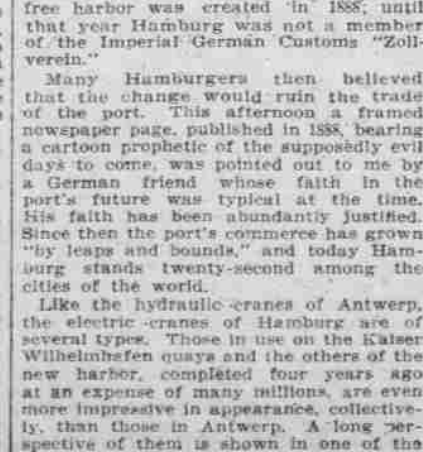 free harbor was created in 1888; until
that year Hamburg was not a member
of the Imperial German Customs "Zoll-
verein."
Many Hamburgers then believed
that the change would ruin the trade
of the port. This afternoon a framed
newspaper page, published in 1888, bearing
a cartoon prophetic of the supposedly evil
days to come, was pointed out to me by
a German friend whose faith in the
port's future was typical at the time.
His faith has been abundantly justified.
Since then the port's commerce has grown
"by leaps and bounds," and today Ham-
burg stands twenty-second among the
cities of the world.
Like the hydraulic cranes of Antwerp,
the electric cranes of Hamburg are of
several types. Those in use on the Kaiser
Wilhelmhafen quays and the others of the
new harbor, completed four years ago
at an expense of many millions, are even
more impressive in appearance, collective-
ly, than those in Antwerp. A long per-
spective of them is shown in one of the